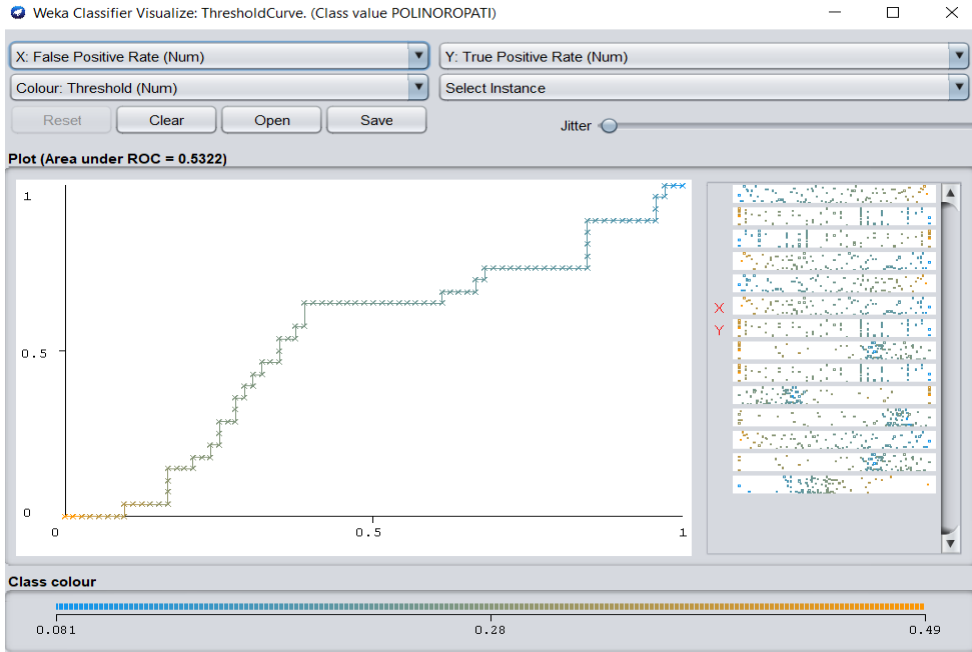 Weka Classifier Visualize: ThresholdCurve. (Class value POLINOROPATI)
X: False Positive Rate (Num)
Y: True Positive Rate (Num)
Colour: Threshold (Num)
Select Instance
Reset
Clear
Open
Save
Jitter
Plot (Area under ROC = 0.5322)
1
0.5
0
0
0.5
1
X
Y
Class colour
0.081
0.28
0.49